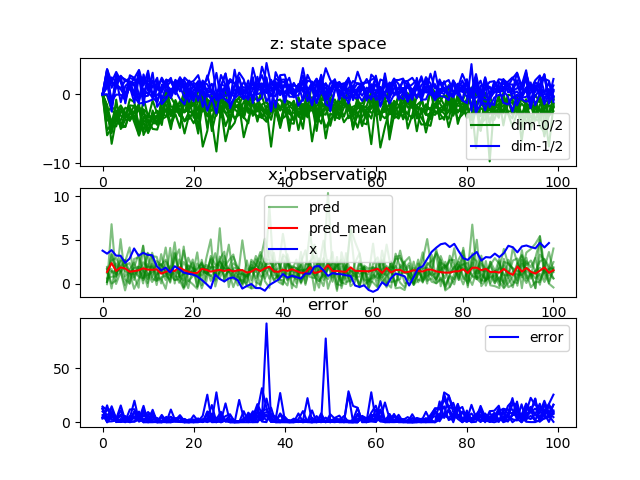 z: state space
0
−10
dim-0/2
dim-1/2
0 20 40 60 80 100
x: observation
10
5
0
pred
pred_mean
x
0 20 40 60 80 100
error
50
0
error
0 20 40 60 80 100